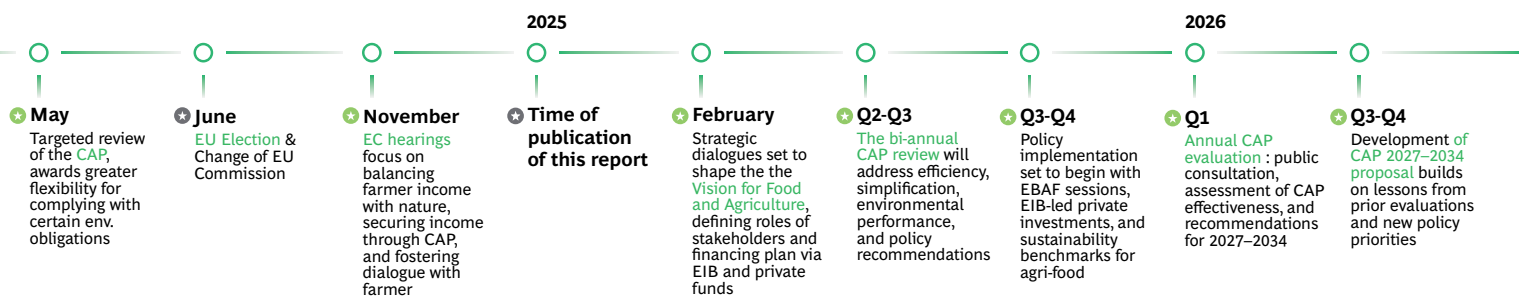 2025
2026
May
Targeted review
of the CAP,
awards greater
flexibility for
complying with
certain env.
obligations
June
EU Election &
Change of EU
Commission
November
EC hearings
focus on
balancing
farmer income
with nature,
securing income
through CAP,
and fostering
dialogue with
farmer
Time of
publication
of this report
February
Strategic
dialogues set to
shape the the
Vision for Food
and Agriculture,
defining roles of
stakeholders and
financing plan via
EIB and private
funds
Q2-Q3
The bi-annual
CAP review will
address efficiency,
simplification,
environmental
performance,
and policy
recommendations
Q3-Q4
Policy
implementation
set to begin with
EBAF sessions,
EIB-led private
investments, and
sustainability
benchmarks for
agri-food
Q1
Annual CAP
evaluation : public
consultation,
assessment of CAP
effectiveness, and
recommendations
for 2027–2034
Q3-Q4
Development of
CAP 2027–2034
proposal builds
on lessons from
prior evaluations
and new policy
priorities